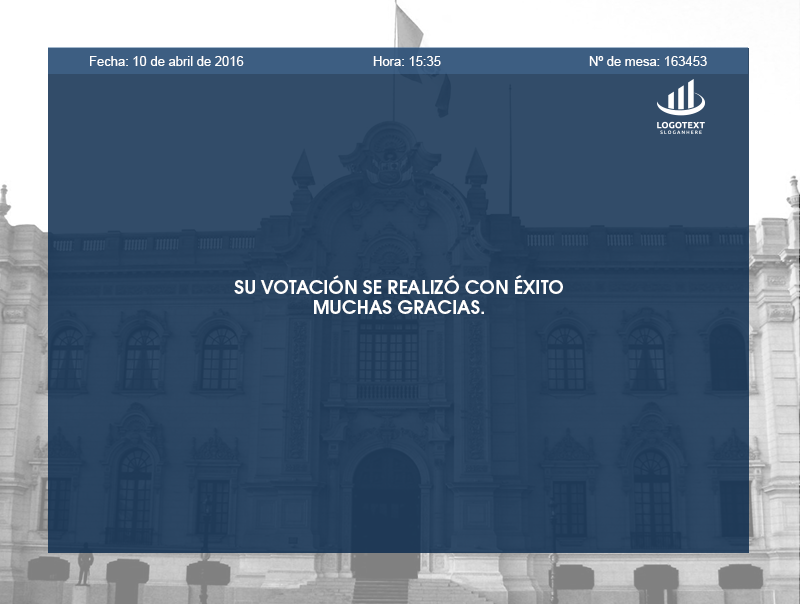 Fecha: 10 de abril de 2016 Hora: 15:35 Nº de mesa: 163453
LOGOTEXT
SLOGANHERE
SU VOTACIÓN SE REALIZÓ CON ÉXITO
MUCHAS GRACIAS.